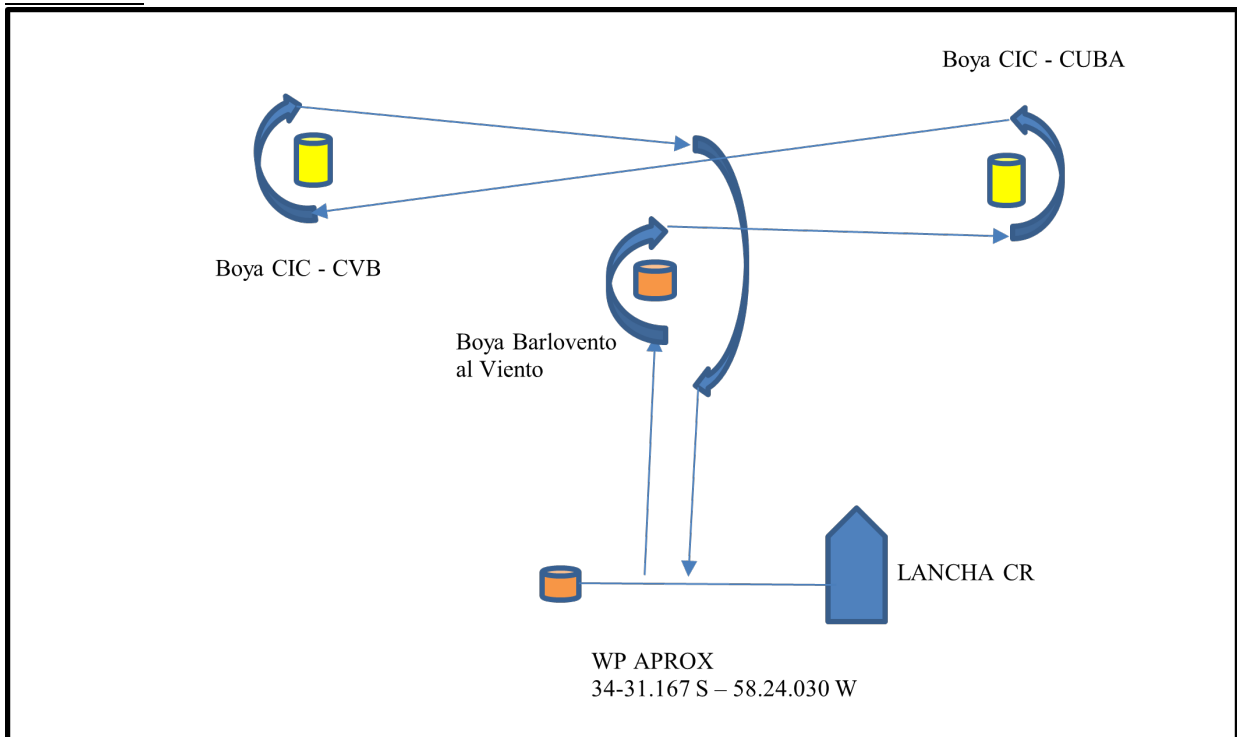 Boya CIC - CUBA
Boya CIC - CVB
Boya Barlovento
al Viento
LANCHA CR
WP APROX
34-31.167 S – 58.24.030 W